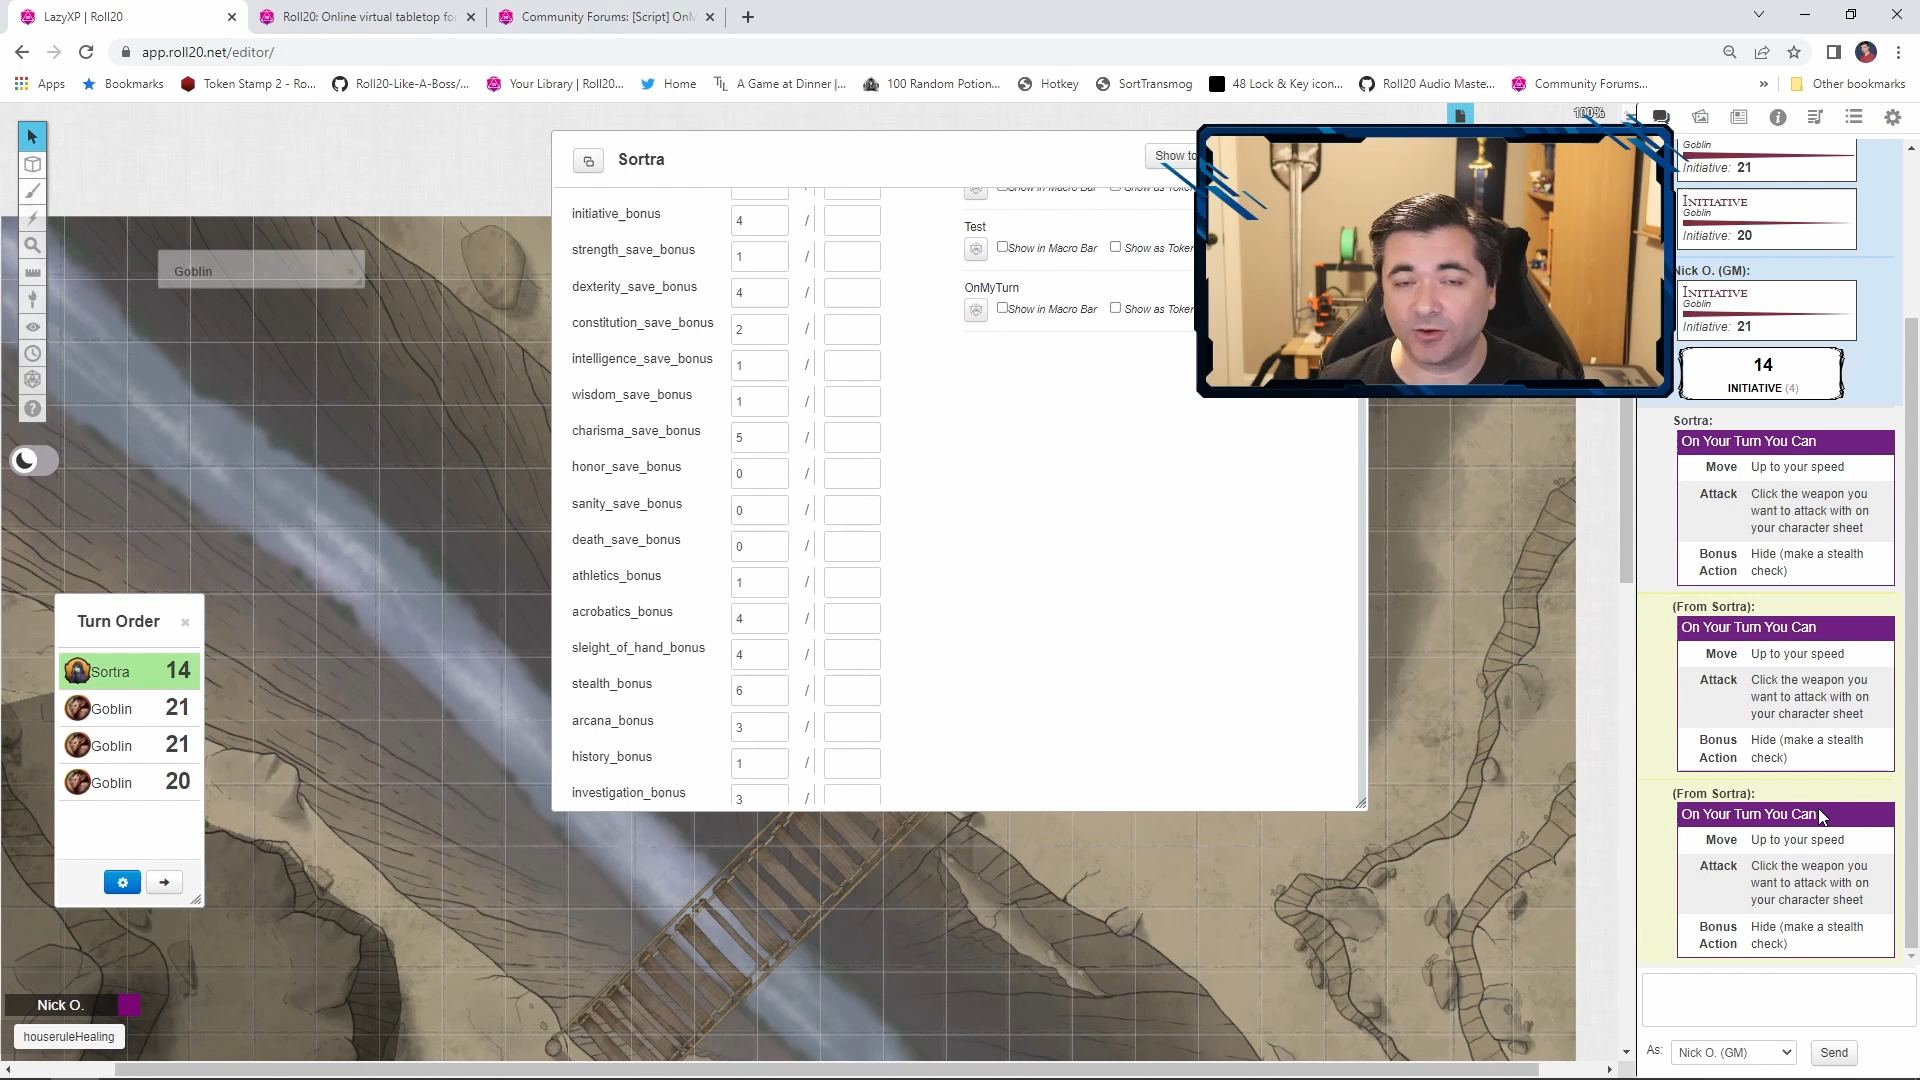 LazyXP | Roll20
Roll20: Online virtual tabletop fo
Community Forums: [Script] OnM
app.roll20.net/editor/
Apps
Bookmarks
Token Stamp 2 - Ro...
Roll20-Like-A-Boss/...
Your Library | Roll20...
Home
A Game at Dinner |...
100 Random Potion...
Hotkey
SortTransmog
48 Lock & Key icon...
Roll20 Audio Maste...
Community Forums...
»
Other bookmarks
100%
Sortra
Show to
Goblin
initiative_bonus
4
/
strength_save_bonus
1
/
dexterity_save_bonus
4
/
constitution_save_bonus
2
/
intelligence_save_bonus
1
/
wisdom_save_bonus
1
/
charisma_save_bonus
5
/
honor_save_bonus
0
/
sanity_save_bonus
0
/
death_save_bonus
0
/
athletics_bonus
1
/
acrobatics_bonus
4
/
sleight_of_hand_bonus
4
/
stealth_bonus
6
/
arcana_bonus
3
/
history_bonus
1
/
investigation_bonus
3
/
Show in Macro Bar
Show as Token
Test
Show in Macro Bar
Show as Token
OnMyTurn
Show in Macro Bar
Show as Token
Turn Order
Sortra 14
Goblin 21
Goblin 21
Goblin 20
Nick O.
houseruleHealing
Goblin
Initiative: 21
INITIATIVE
Goblin
Initiative: 20
Nick O. (GM):
INITIATIVE
Goblin
Initiative: 21
14
INITIATIVE (4)
Sortra:
On Your Turn You Can
Move Up to your speed
Attack Click the weapon you
want to attack with on
your character sheet
Bonus Hide (make a stealth
Action check)
(From Sortra):
On Your Turn You Can
Move Up to your speed
Attack Click the weapon you
want to attack with on
your character sheet
Bonus Hide (make a stealth
Action check)
(From Sortra):
On Your Turn You Can
Move Up to your speed
Attack Click the weapon you
want to attack with on
your character sheet
Bonus Hide (make a stealth
Action check)
As: Nick O. (GM)
Send